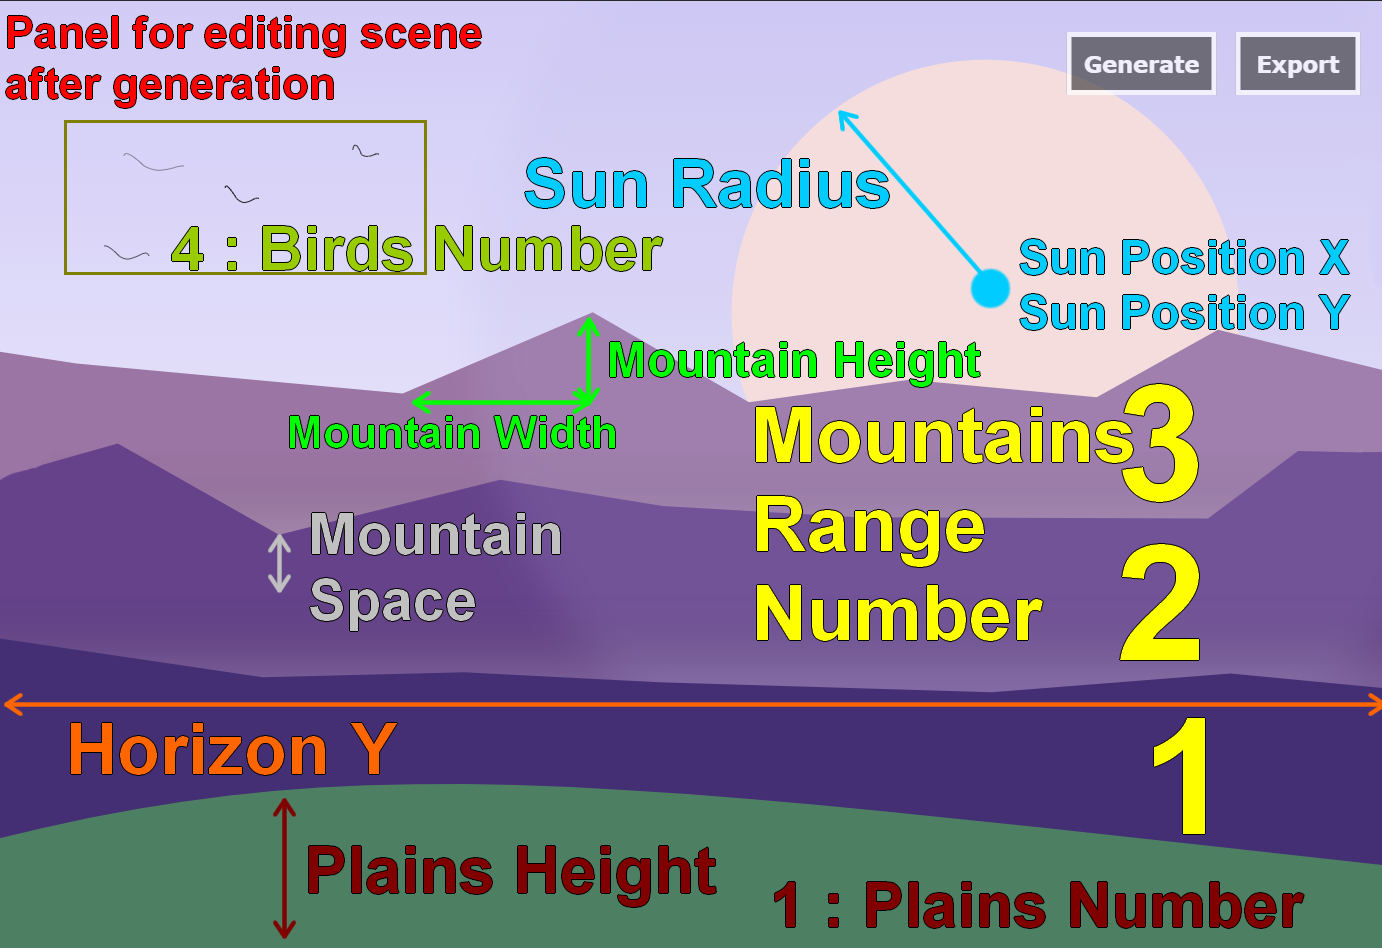 Panel for editing scene
after generation
Generate
Export
Sun Radius
4 : Birds Number
Sun Position X
Sun Position Y
Mountain Height
Mountain Width
Mountains
Range
Number
3
2
1
Mountain
Space
Horizon Y
Plains Height
1 : Plains Number